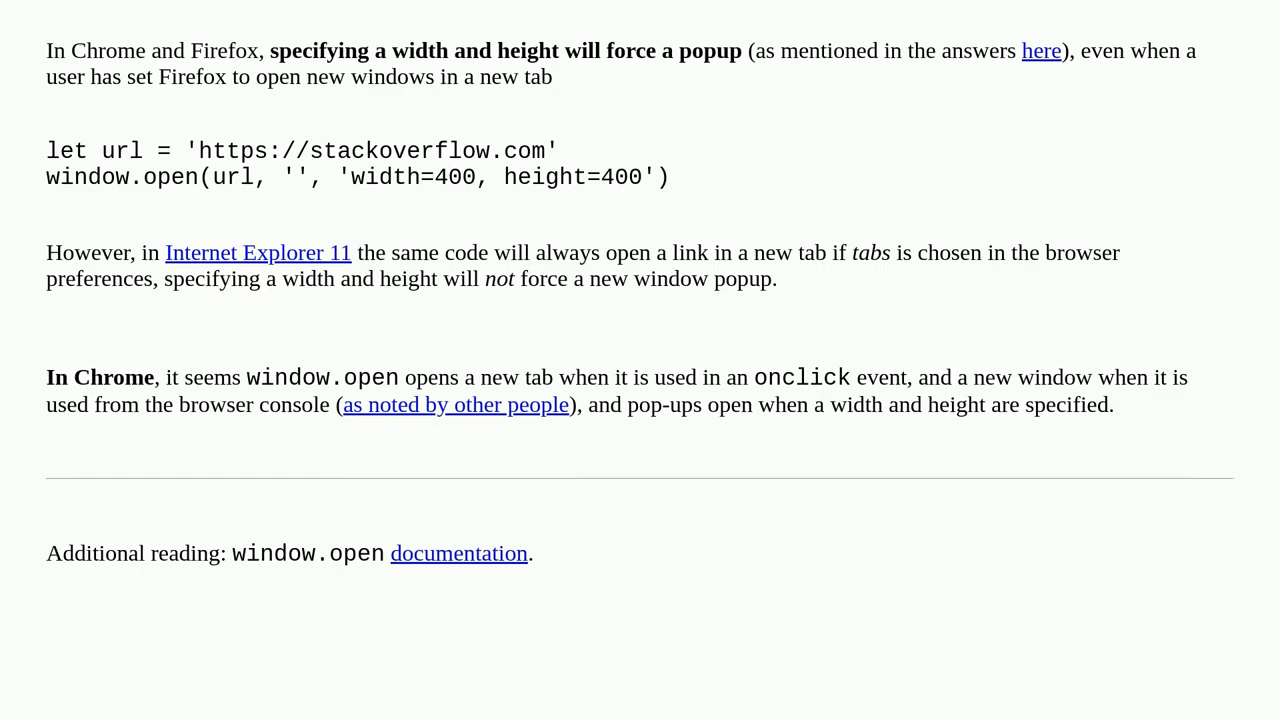 In Chrome and Firefox, specifying a width and height will force a popup (as mentioned in the answers here), even when a
user has set Firefox to open new windows in a new tab
let url = 'https://stackoverflow.com'
window.open(url, '', 'width=400, height=400')
However, in Internet Explorer 11 the same code will always open a link in a new tab if tabs is chosen in the browser
preferences, specifying a width and height will not force a new window popup.
In Chrome, it seems window.open opens a new tab when it is used in an onclick event, and a new window when it is
used from the browser console (as noted by other people), and pop-ups open when a width and height are specified.
Additional reading: window.open documentation.